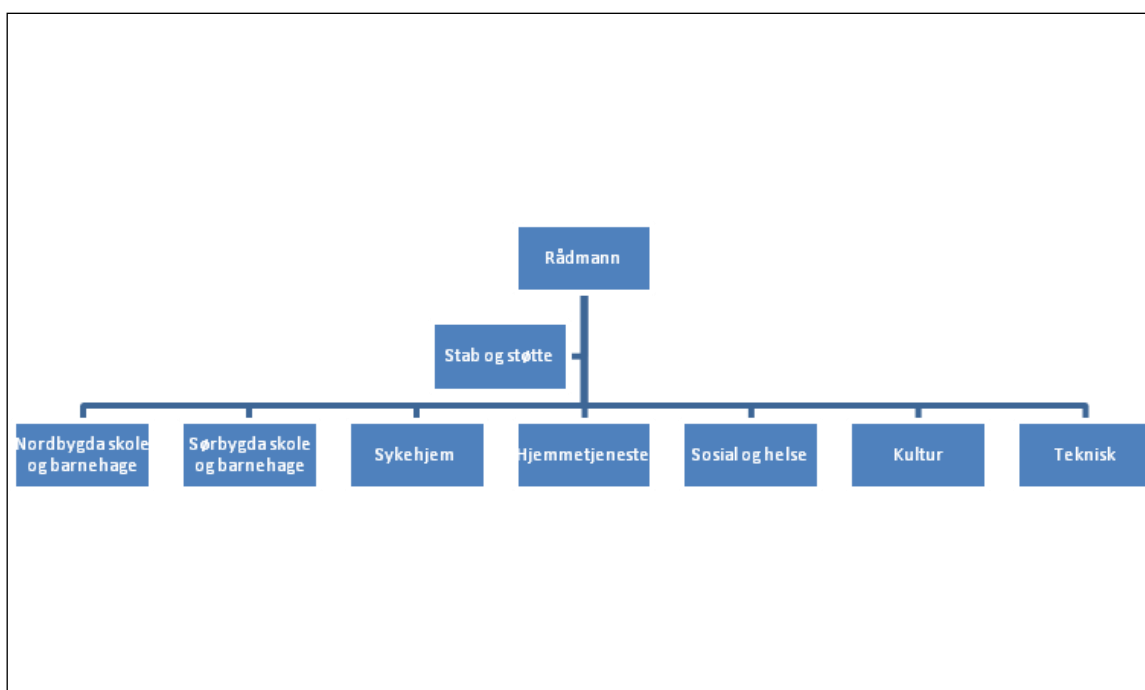 Rådmann
Stab og støtte
Nordbygda skole
og barnehage
Sørbygda skole
og barnehage
Sykehjem
Hjemmetjeneste
Sosial og helse
Kultur
Teknisk